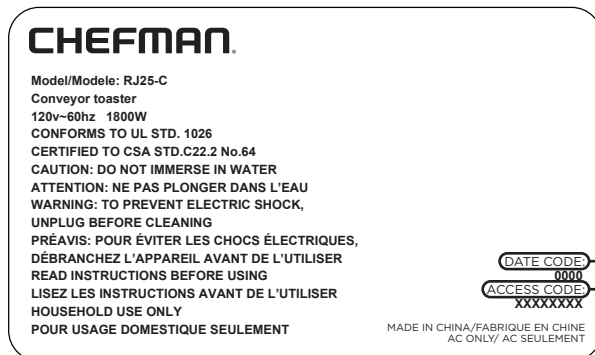 CHEFMAN®
Model/Modele: RJ25-C
Conveyor toaster
120v~60hz 1800W
CONFORMS TO UL STD. 1026
CERTIFIED TO CSA STD.C22.2 No.64
CAUTION: DO NOT IMMERSE IN WATER
ATTENTION: NE PAS PLONGER DANS L'EAU
WARNING: TO PREVENT ELECTRIC SHOCK,
UNPLUG BEFORE CLEANING
PRÉAVIS: POUR ÉVITER LES CHOCS ÉLECTRIQUES,
DÉBRANCHEZ L'APPAREIL AVANT DE L'UTILISER
READ INSTRUCTIONS BEFORE USING
LISEZ LES INSTRUCTIONS AVANT DE L'UTILISER
HOUSEHOLD USE ONLY
POUR USAGE DOMESTIQUE SEULEMENT
DATE CODE:
0000
ACCESS CODE:
XXXXXXXX
MADE IN CHINA/FABRIQUE EN CHINE
AC ONLY/ AC SEULEMENT